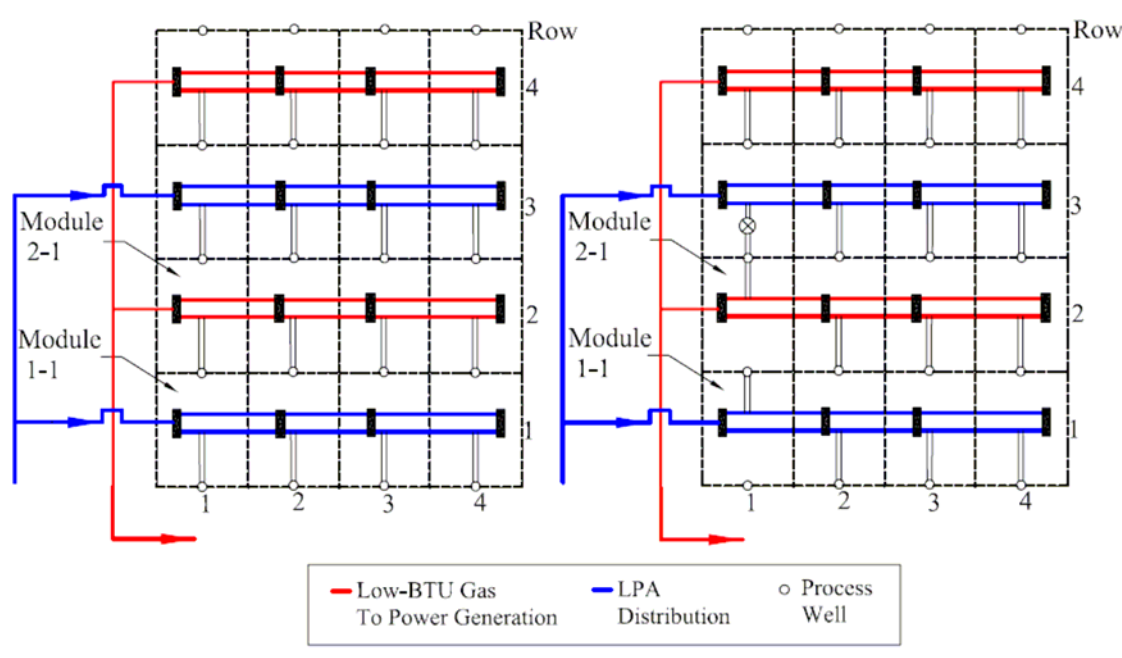 Row
4
3
Module
2-1
2
Module
1-1
1
1 2 3 4
Row
4
3
Module
2-1
2
Module
1-1
1
1 2 3 4
Low-BTU Gas
To Power Generation
LPA
Distribution
Process
Well